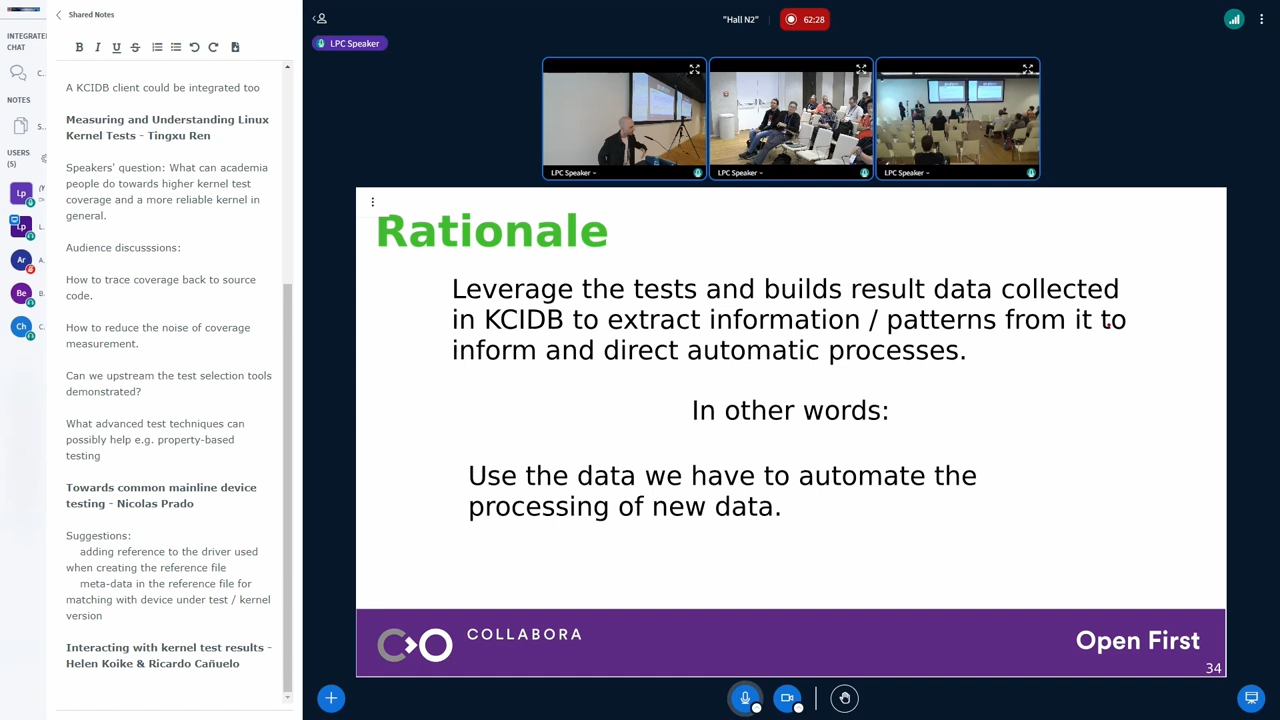 INTEGRATE
CHAT
C..
NOTES
S..
USERS
(5)
Lp
Lp
L..
Ar
A.
Be
B.
Ch
C.
Shared Notes
B I U S
A KCIDB client could be integrated too
Measuring and Understanding Linux
Kernel Tests - Tingxu Ren
Speakers' question: What can academia
people do towards higher kernel test
coverage and a more reliable kernel in
general.
Audience discusssions:
How to trace coverage back to source
code.
How to reduce the noise of coverage
measurement.
Can we upstream the test selection tools
demonstrated?
What advanced test techniques can
possibly help e.g. property-based
testing
Towards common mainline device
testing - Nicolas Prado
Suggestions:
adding reference to the driver used
when creating the reference file
meta-data in the reference file for
matching with device under test / kernel
version
Interacting with kernel test results -
Helen Koike & Ricardo Cañuelo
"Hall N2"
62:28
LPC Speaker
LPC Speaker
LPC Speaker
LPC Speaker
Rationale
Leverage the tests and builds result data collected
in KCIDB to extract information / patterns from it to
inform and direct automatic processes.
In other words:
Use the data we have to automate the
processing of new data.
COLLABORA
Open First
34